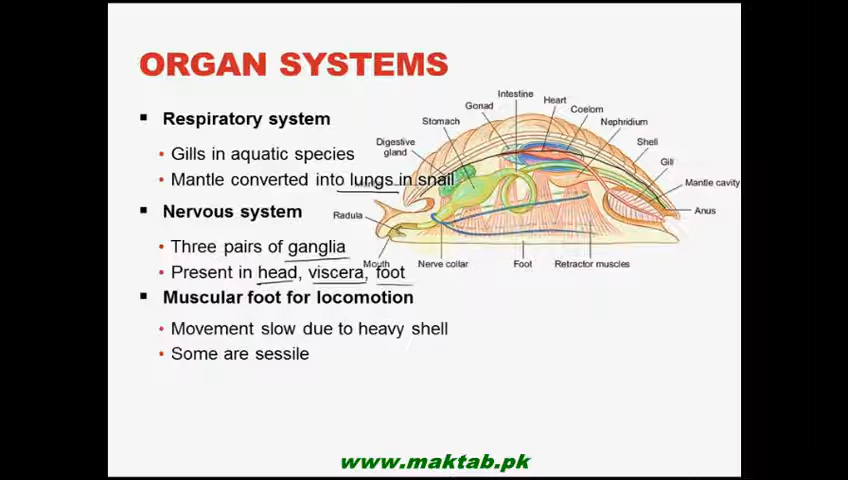 ORGAN SYSTEMS
▪ Respiratory system
• Gills in aquatic species
• Mantle converted into lungs in snail
▪ Nervous system
• Three pairs of ganglia
• Present in head, viscera, foot
▪ Muscular foot for locomotion
• Movement slow due to heavy shell
• Some are sessile
Intestine
Gonad
Heart
Coelom
Stomach
Nephridium
Digestive
gland
Shell
Gill
Mantle cavity
Radula
Anus
Mouth
Nerve collar
Foot
Retractor muscles
www.maktab.pk